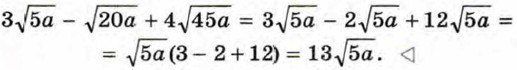 3√5a − √20a + 4√45a = 3√5a − 2√5a + 12√5a =
= √5a(3 − 2 + 12) = 13√5a. ◁